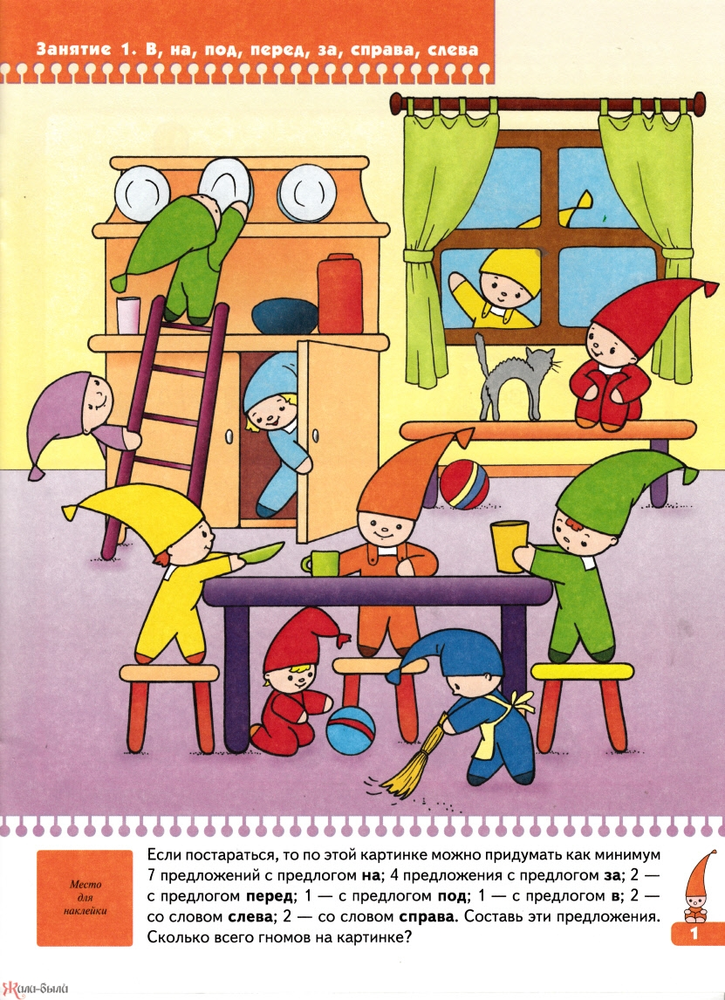 Занятие 1. В, на, под, перед, за, справа, слева
Место
для
наклейки
Если постараться, то по этой картинке можно придумать как минимум
7 предложений с предлогом на; 4 предложения с предлогом за; 2 —
с предлогом перед; 1 — с предлогом под; 1 — с предлогом в; 2 —
со словом слева; 2 — со словом справа. Составь эти предложения.
Сколько всего гномов на картинке?
1
Жили-были